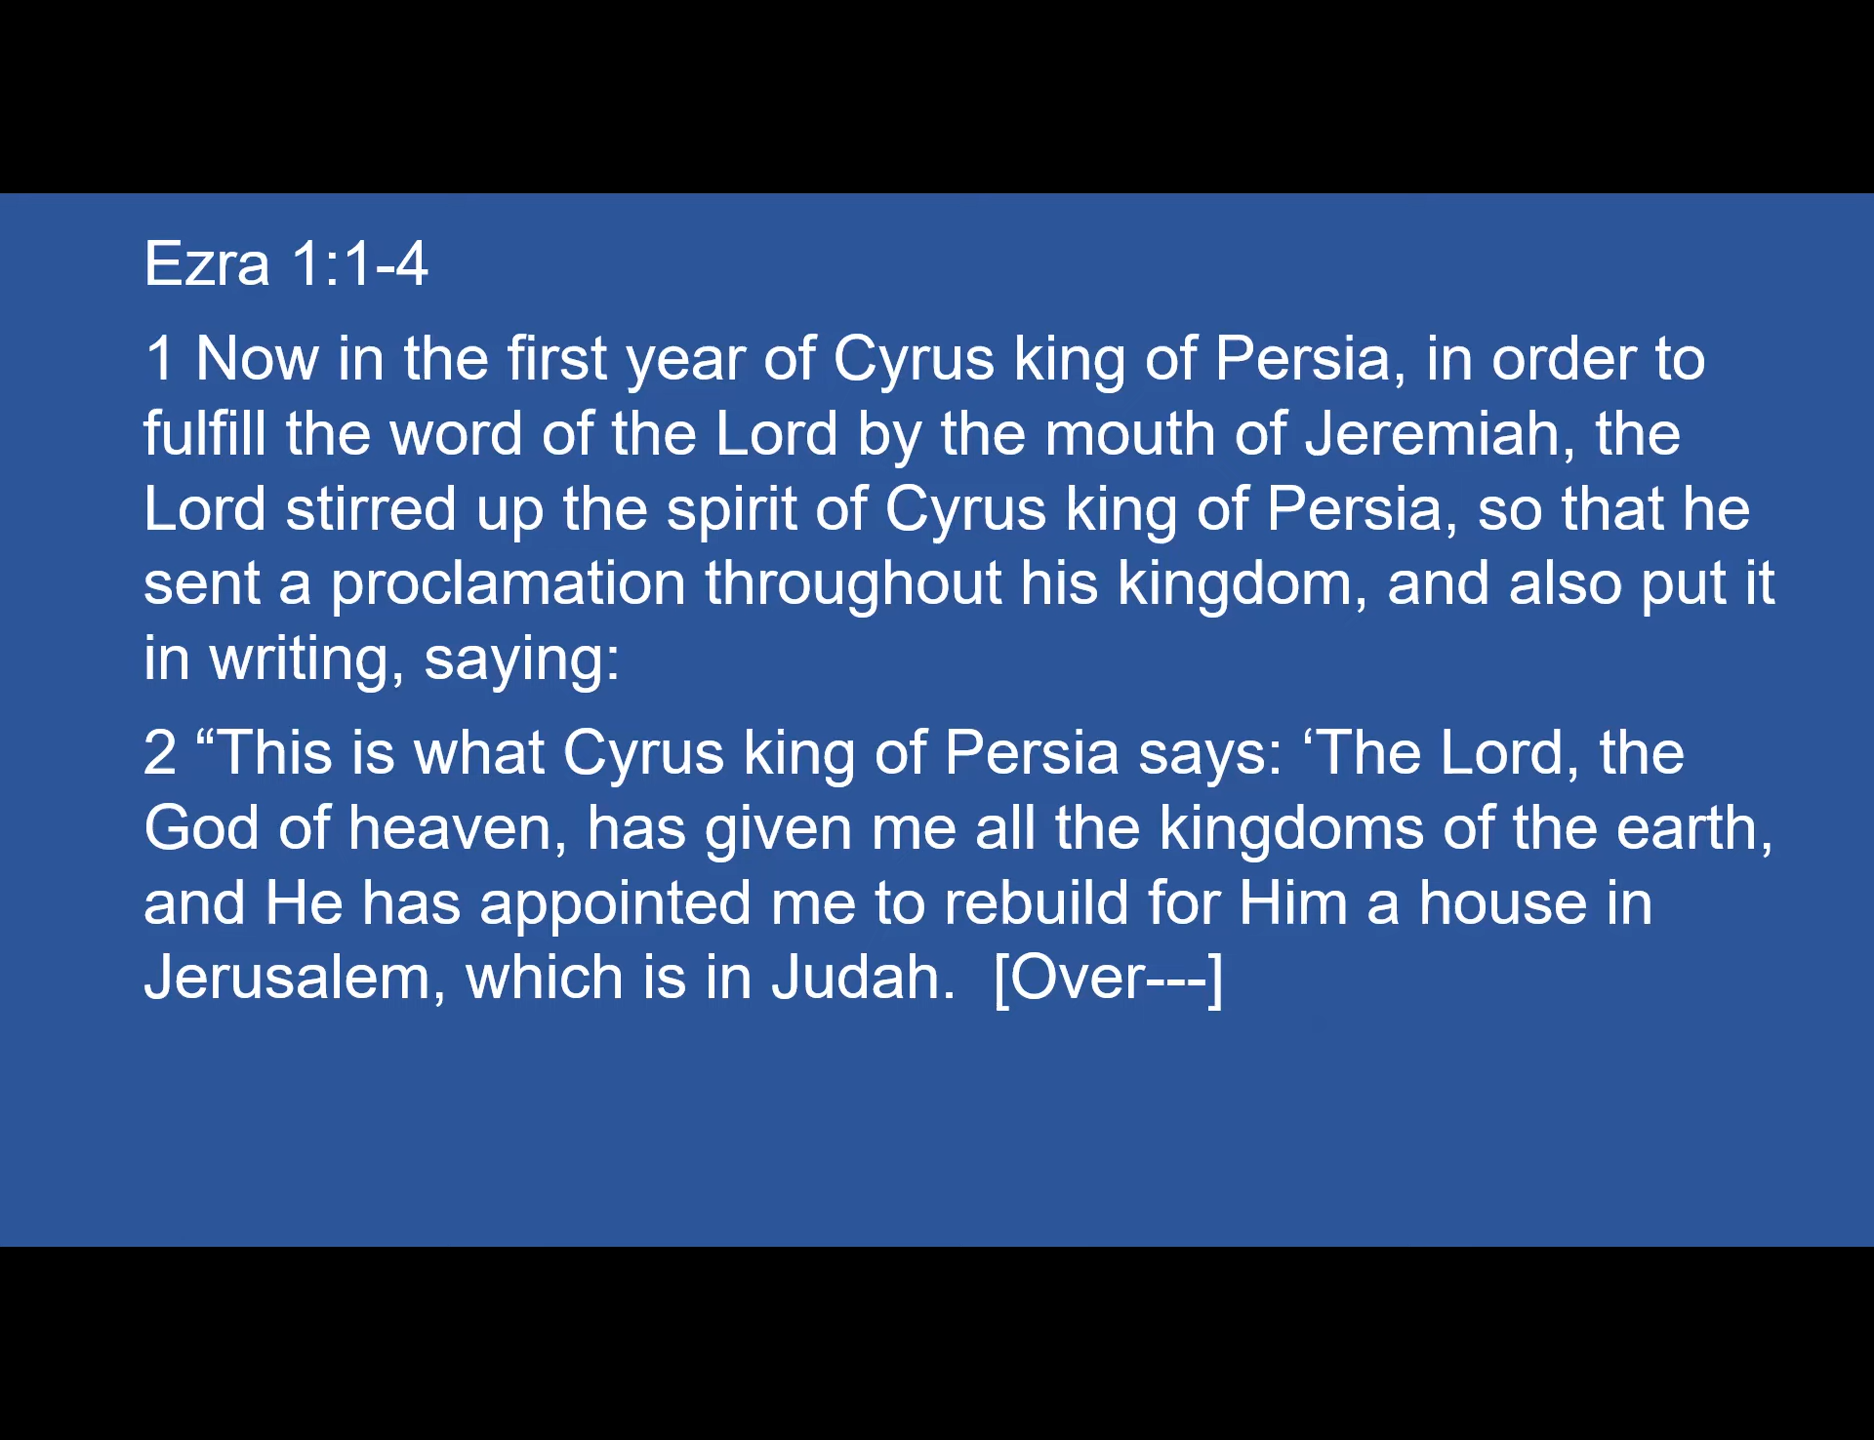 Ezra 1:1-4
1 Now in the first year of Cyrus king of Persia, in order to
fulfill the word of the Lord by the mouth of Jeremiah, the
Lord stirred up the spirit of Cyrus king of Persia, so that he
sent a proclamation throughout his kingdom, and also put it
in writing, saying:
2 “This is what Cyrus king of Persia says: ‘The Lord, the
God of heaven, has given me all the kingdoms of the earth,
and He has appointed me to rebuild for Him a house in
Jerusalem, which is in Judah.  [Over---]